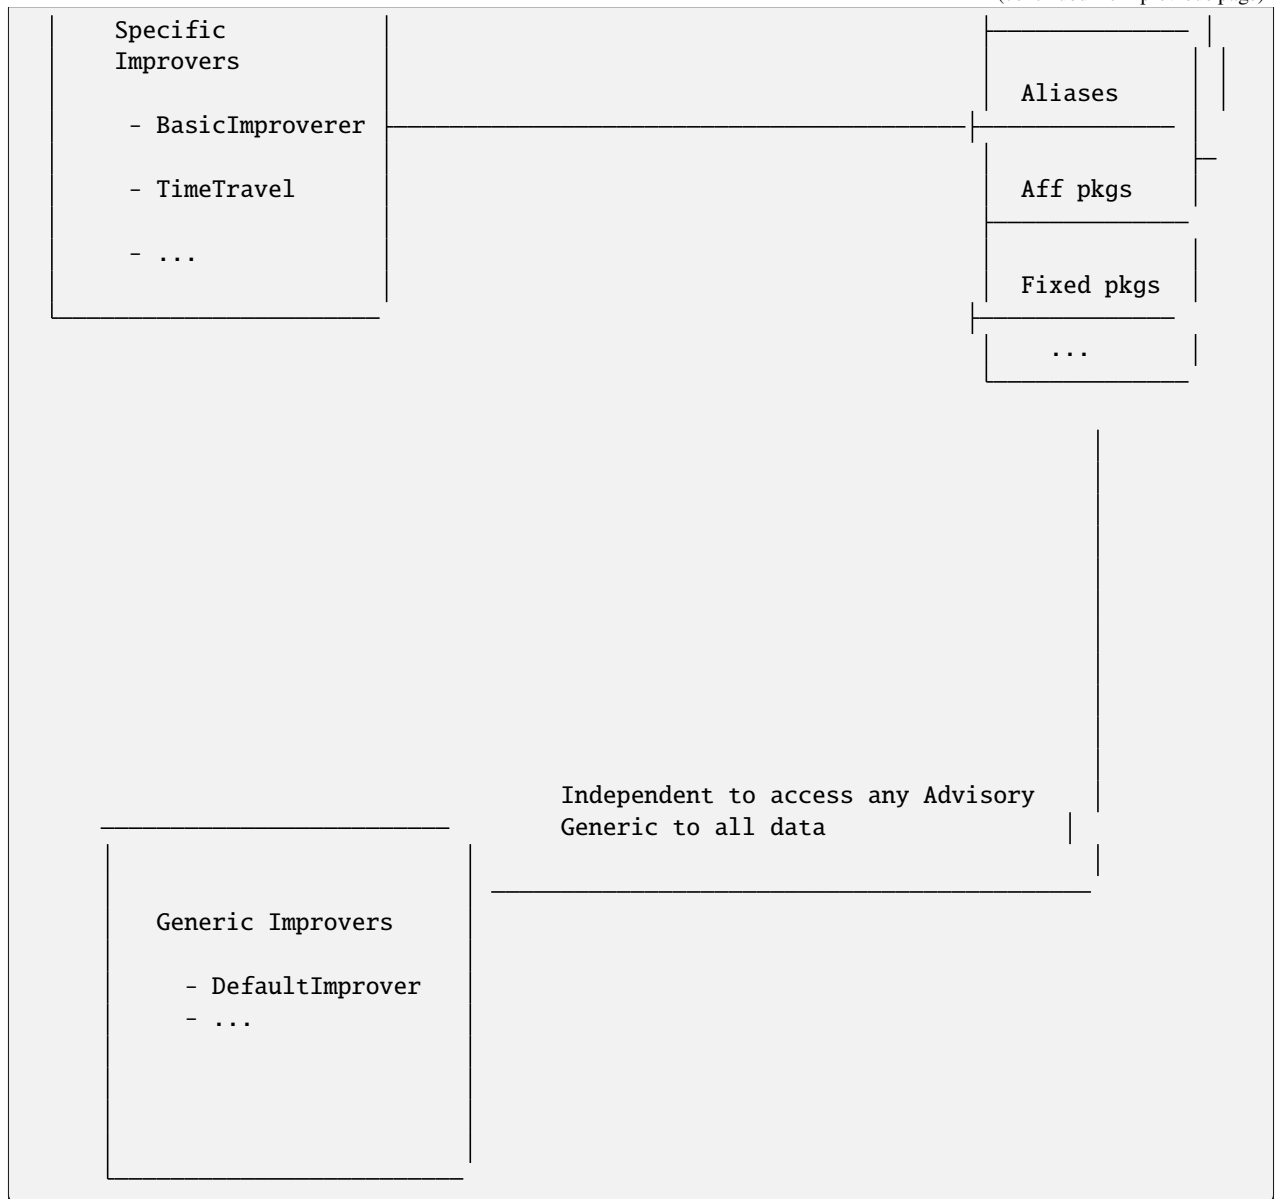 Specific
Improvers
Aliases
- BasicImproverer
- TimeTravel
Aff pkgs
- ...
Fixed pkgs
...
Independent to access any Advisory
Generic to all data
Generic Improvers
- DefaultImprover
- ...